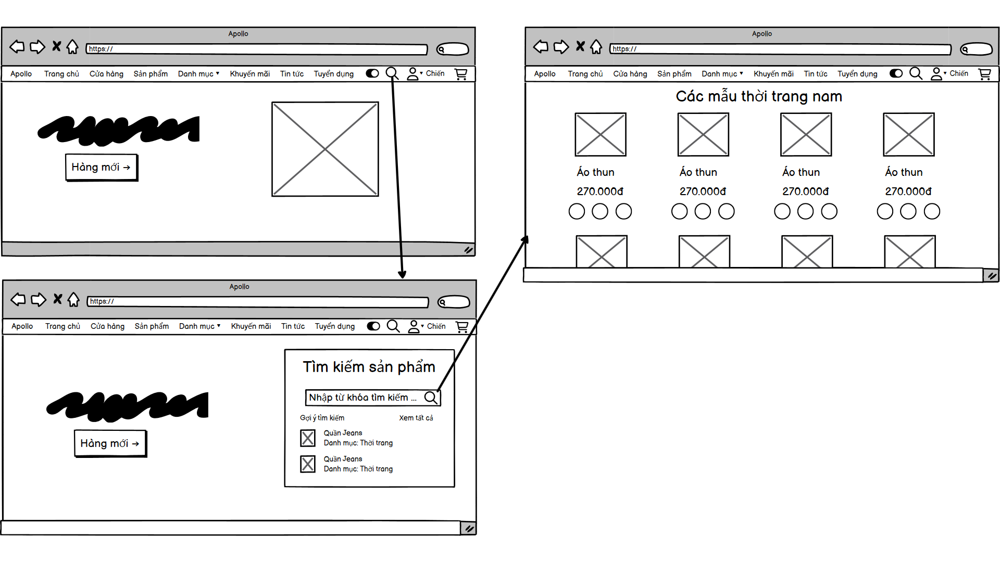 Apollo
https://
Apollo Trang chủ Cửa hàng Sản phẩm Danh mục Khuyến mãi Tin tức Tuyển dụng Chiến
Hàng mới →
Apollo
https://
Apollo Trang chủ Cửa hàng Sản phẩm Danh mục Khuyến mãi Tin tức Tuyển dụng Chiến
Hàng mới →
Tìm kiếm sản phẩm
Nhập từ khóa tìm kiếm ...
Gợi ý tìm kiếm Xem tất cả
Quần Jeans
Danh mục: Thời trang
Quần Jeans
Danh mục: Thời trang
Apollo
https://
Apollo Trang chủ Cửa hàng Sản phẩm Danh mục Khuyến mãi Tin tức Tuyển dụng Chiến
Các mẫu thời trang nam
Áo thun Áo thun Áo thun Áo thun
270.000đ 270.000đ 270.000đ 270.000đ